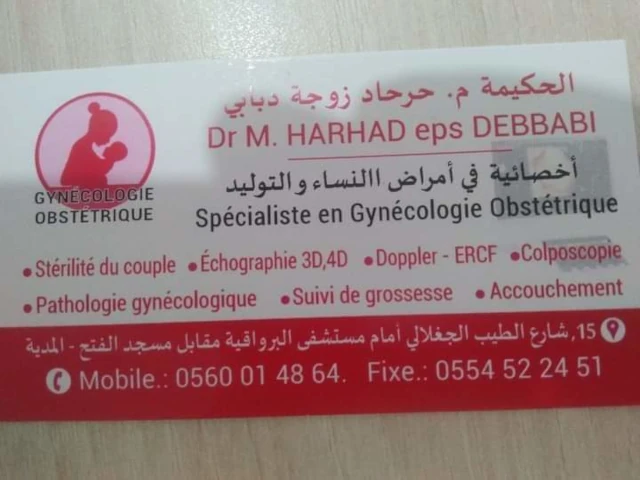 الحكيمة م. حرحاد زوجة دبابي
Dr M. HARHAD eps DEBBABI
أخصائية في أمراض االنساء والتوليد
Spécialiste en Gynécologie Obstétrique
GYNÉCOLOGIE
OBSTÉTRIQUE
• Stérilité du couple • Échographie 3D,4D • Doppler - ERCF • Colposcopie
• Pathologie gynécologique • Suivi de grossesse • Accouchement
15, شارع الطيب الجغلالي أمام مستشفى البرواقية مقابل مسجد الفتح - المدية
Mobile.: 0560 01 48 64. Fixe.: 0554 52 24 51